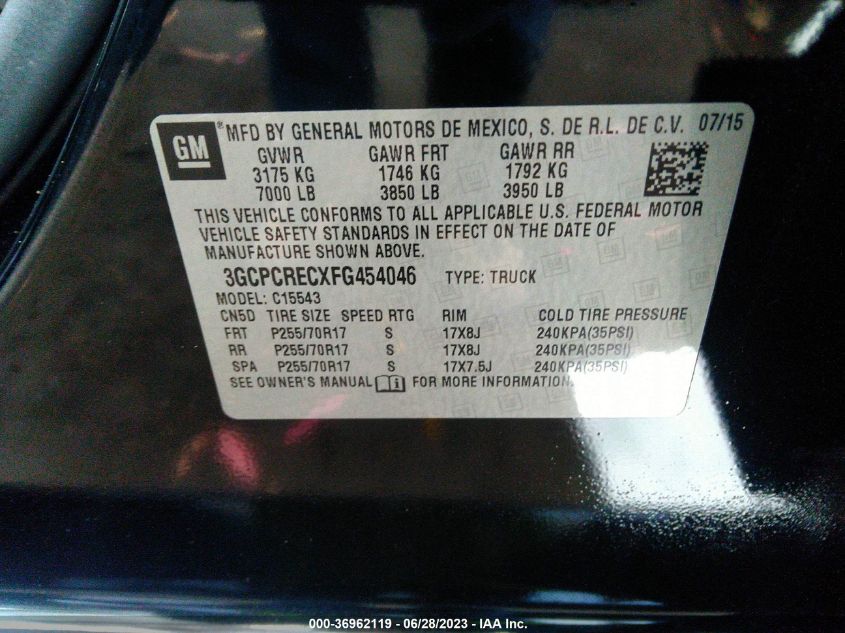 GM
® MFD BY GENERAL MOTORS DE MEXICO, S. DE R.L. DE C.V. 07/15
GVWR GAWR FRT GAWR RR
3175 KG 1746 KG 1792 KG
7000 LB 3850 LB 3950 LB
THIS VEHICLE CONFORMS TO ALL APPLICABLE U.S. FEDERAL MOTOR
VEHICLE SAFETY STANDARDS IN EFFECT ON THE DATE OF
MANUFACTURE SHOWN ABOVE.
3GCPCRECXFG454046 TYPE: TRUCK
MODEL: C15543
CN5D TIRE SIZE SPEED RTG RIM COLD TIRE PRESSURE
FRT P255/70R17 S 17X8J 240KPA(35PSI)
RR P255/70R17 S 17X8J 240KPA(35PSI)
SPA P255/70R17 S 17X7.5J 240KPA(35PSI)
SEE OWNER'S MANUAL FOR MORE INFORMATION.
000-36962119 - 06/28/2023 - IAA Inc.